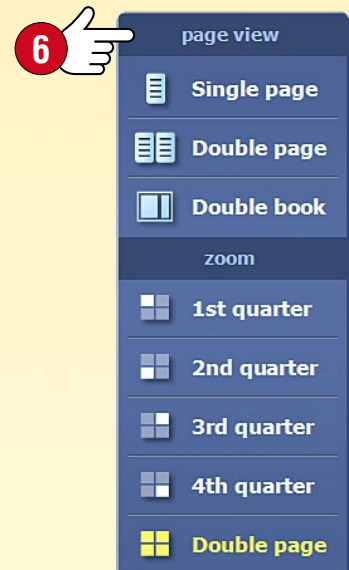 6
page view
Single page
Double page
Double book
zoom
1st quarter
2nd quarter
3rd quarter
4th quarter
Double page